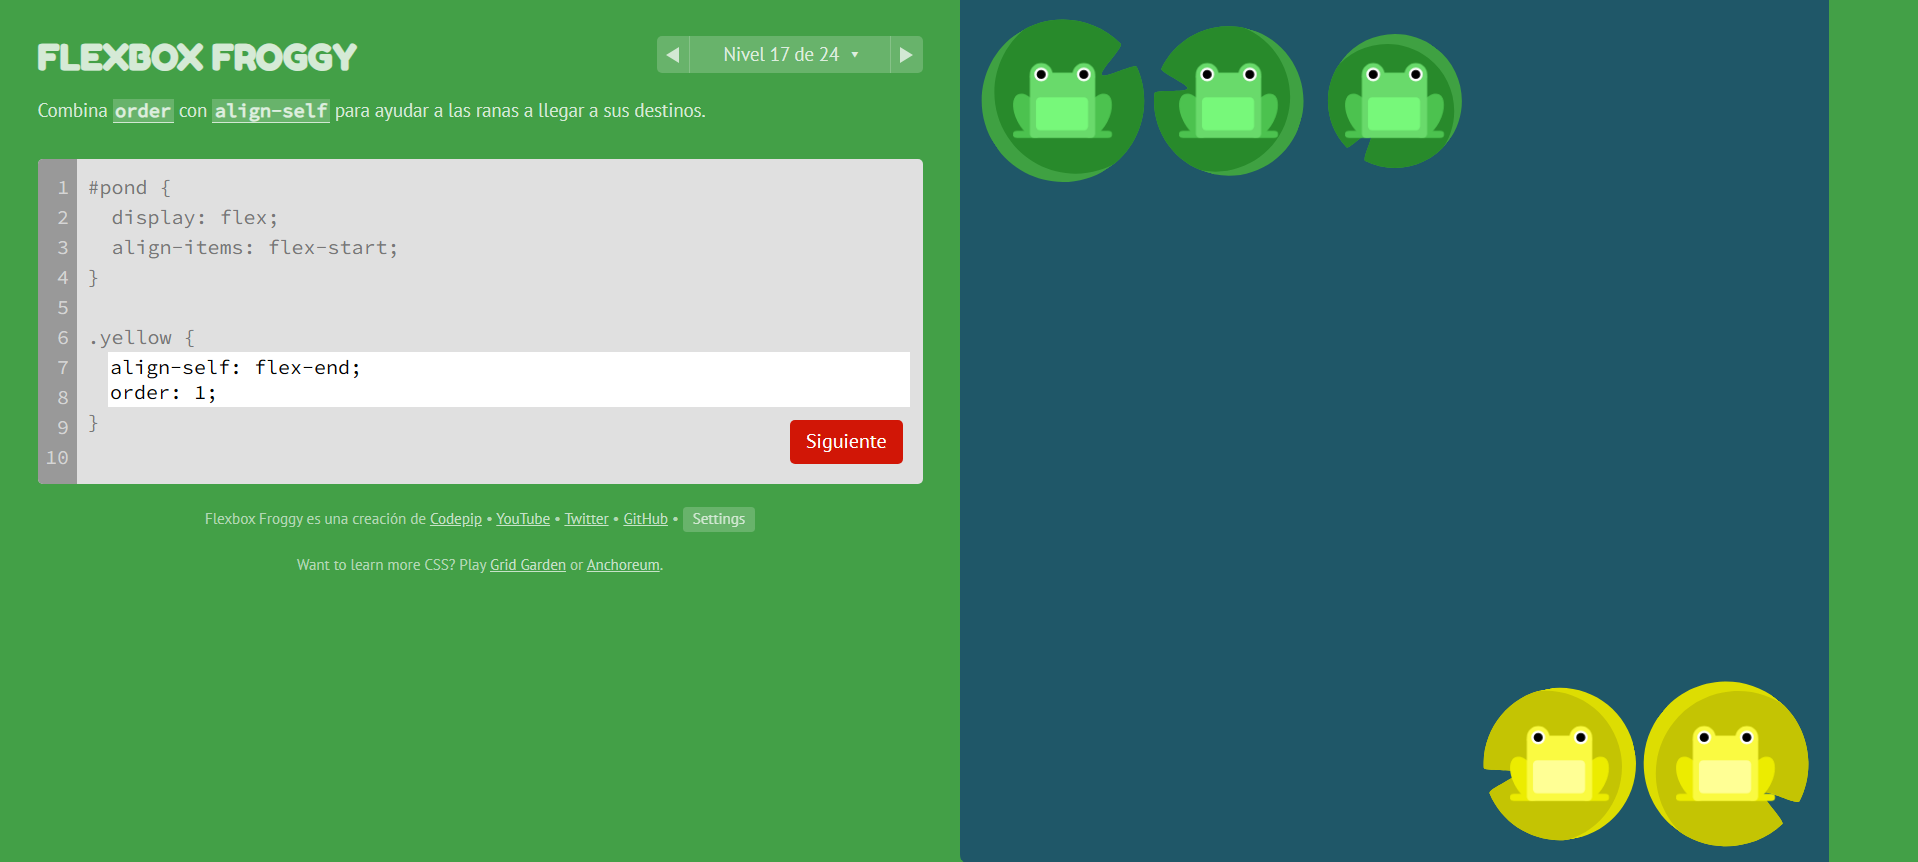 FLEXBOX FROGGY
◀ Nivel 17 de 24 ▼ ▶
Combina order con align-self para ayudar a las ranas a llegar a sus destinos.
1 #pond {
2 display: flex;
3 align-items: flex-start;
4 }
5
6 .yellow {
7 align-self: flex-end;
8 order: 1;
9 }
10
Siguiente
Flexbox Froggy es una creación de Codepip • YouTube • Twitter • GitHub • Settings
Want to learn more CSS? Play Grid Garden or Anchoreum.